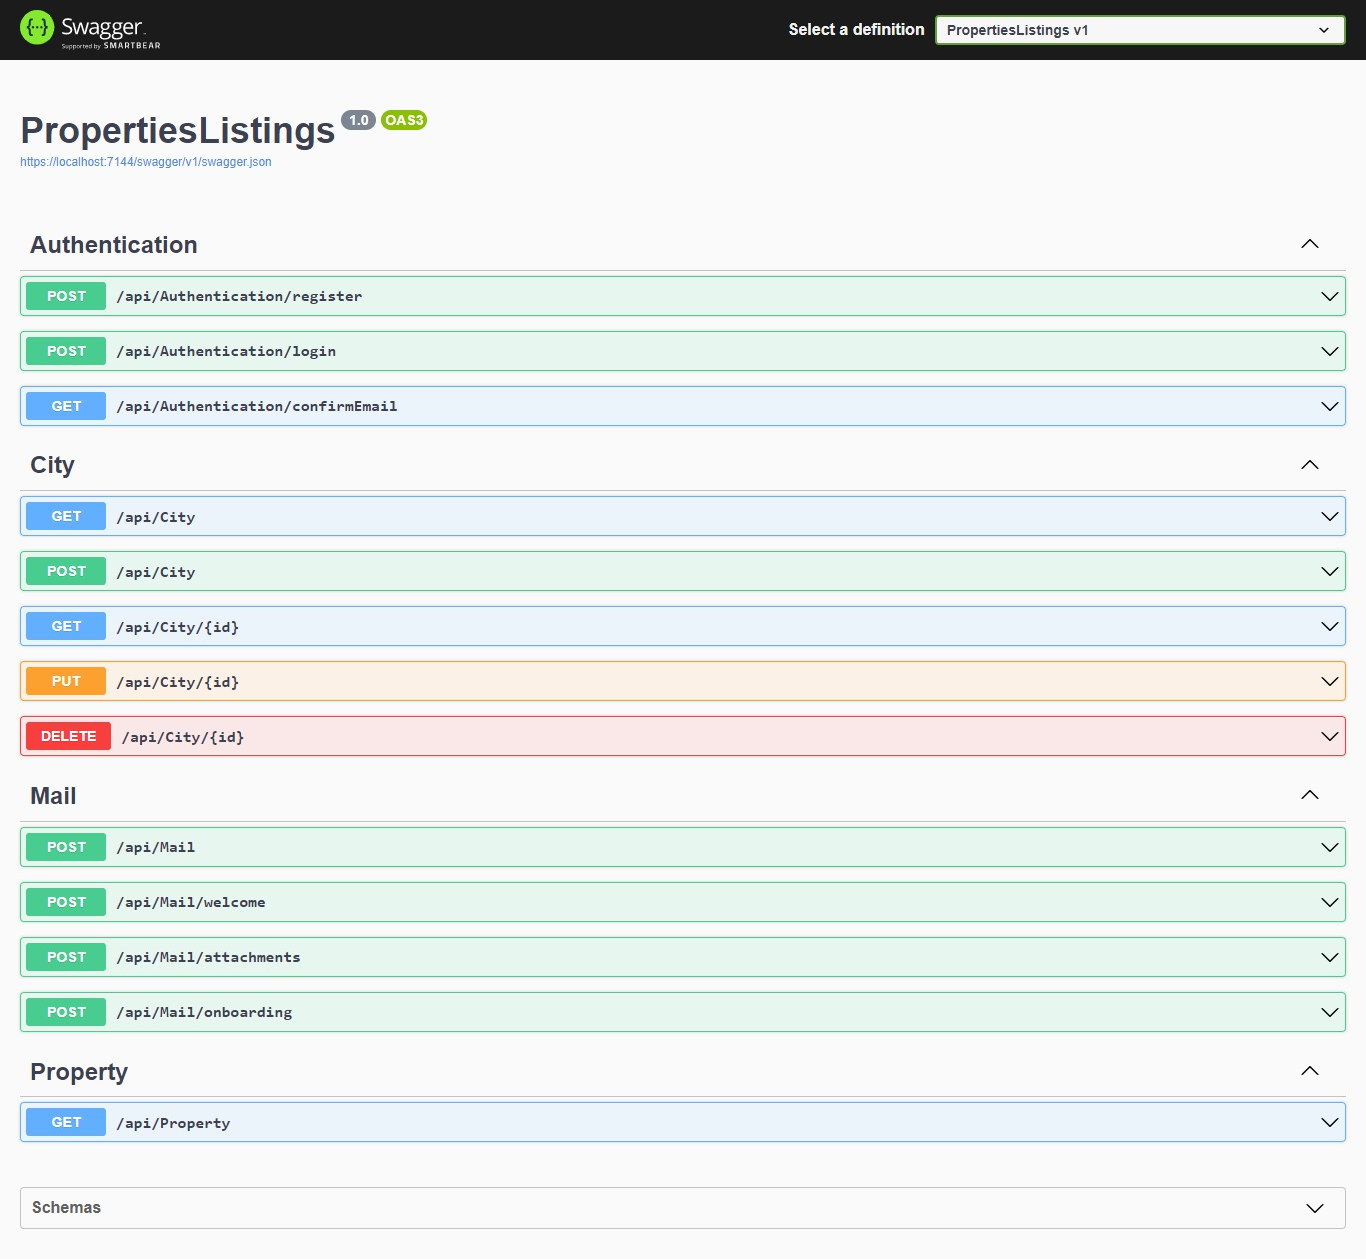 Swagger
Supported by SMARTBEAR
Select a definition
PropertiesListings v1
PropertiesListings 1.0 OAS3
https://localhost:7144/swagger/v1/swagger.json
Authentication
POST /api/Authentication/register
POST /api/Authentication/login
GET /api/Authentication/confirmEmail
City
GET /api/City
POST /api/City
GET /api/City/{id}
PUT /api/City/{id}
DELETE /api/City/{id}
Mail
POST /api/Mail
POST /api/Mail/welcome
POST /api/Mail/attachments
POST /api/Mail/onboarding
Property
GET /api/Property
Schemas